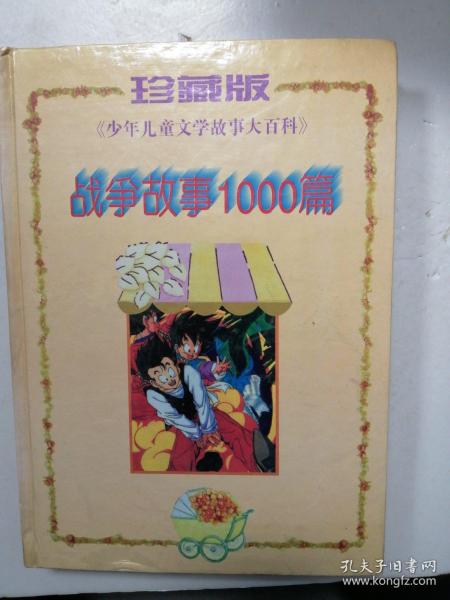 珍藏版
《少年儿童文学故事大百科》
战争故事1000篇
孔夫子旧书网
www.kongfz.com